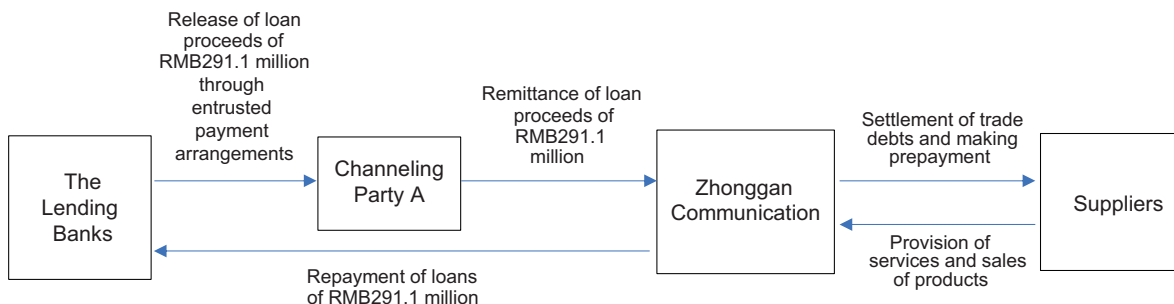 Release of loan
proceeds of
RMB291.1 million
through
entrusted
payment
arrangements
Remittance of loan
proceeds of
RMB291.1
million
Settlement of trade
debts and making
prepayment
The
Lending
Banks
Channeling
Party A
Zhonggan
Communication
Suppliers
Repayment of loans
of RMB291.1 million
Provision of
services and sales
of products